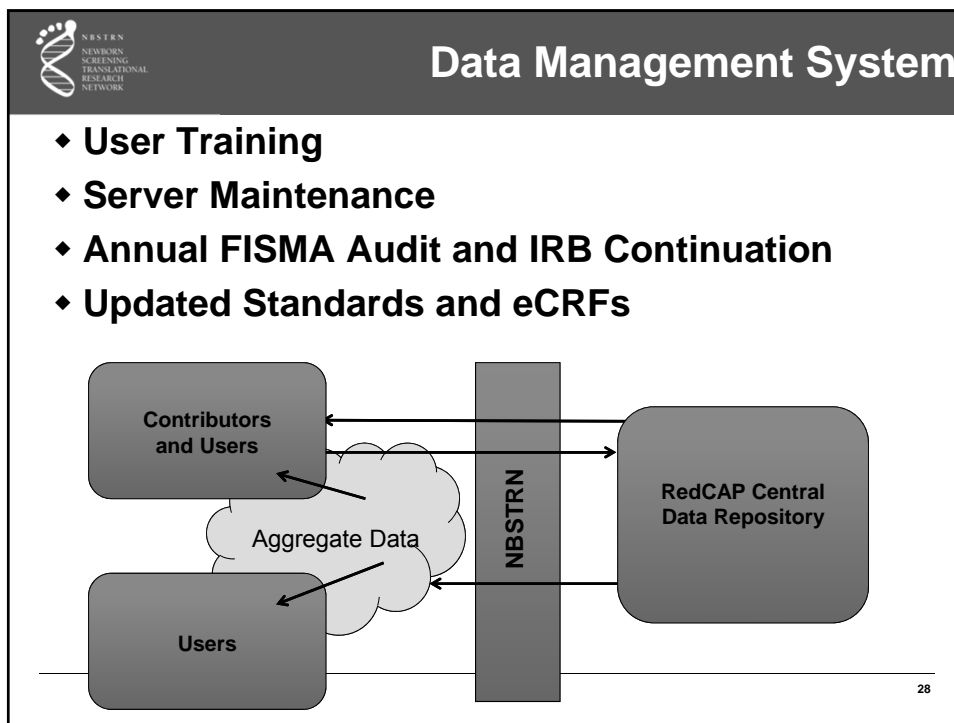 NBSTRN
NEWBORN
SCREENING
TRANSLATIONAL
RESEARCH
NETWORK
Data Management System
User Training
Server Maintenance
Annual FISMA Audit and IRB Continuation
Updated Standards and eCRFs
Contributors
and Users
Aggregate Data
Users
NBSTRN
RedCAP Central
Data Repository
28